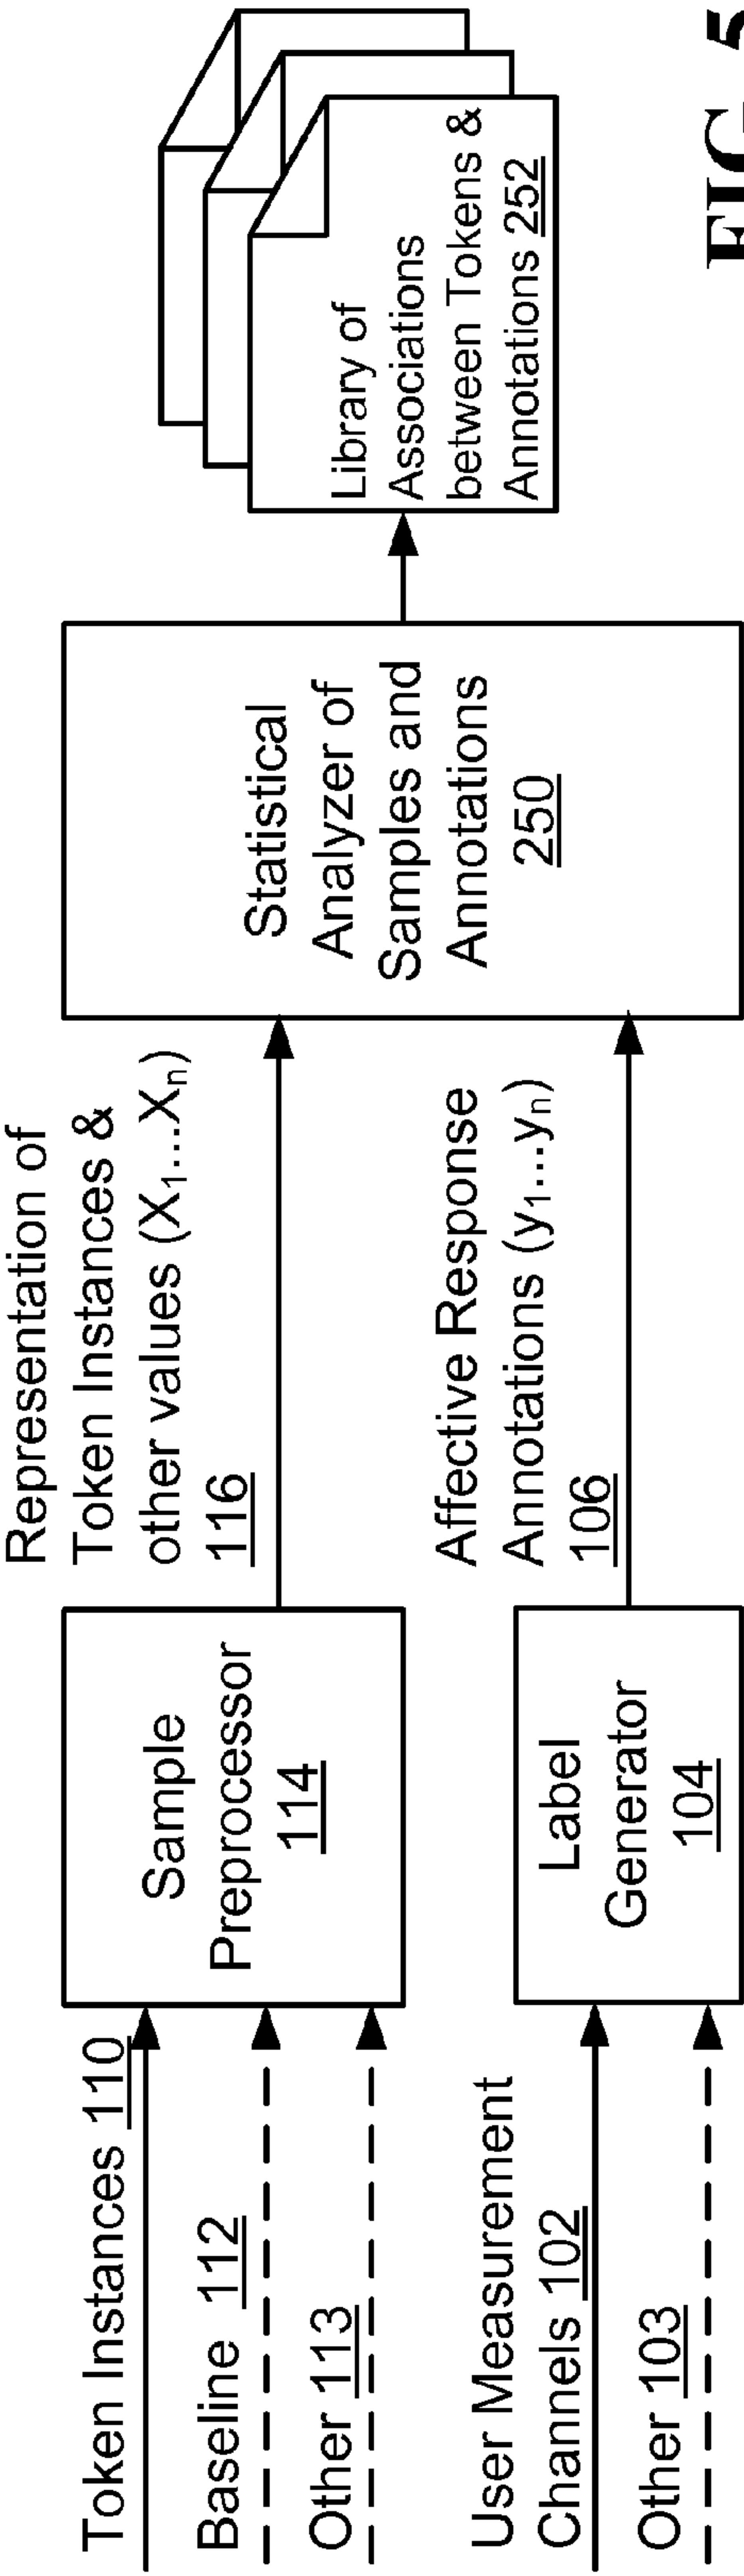 Token Instances 110
Baseline 112
Other 113
User Measurement
Channels 102
Other 103
Sample
Preprocessor
114
Label
Generator
104
Representation of
Token Instances &
other values (X₁...Xₙ)
116
Affective Response
Annotations (y₁...yₙ)
106
Statistical
Analyzer of
Samples and
Annotations
250
Library of
Associations
between Tokens &
Annotations 252
FIG. 5